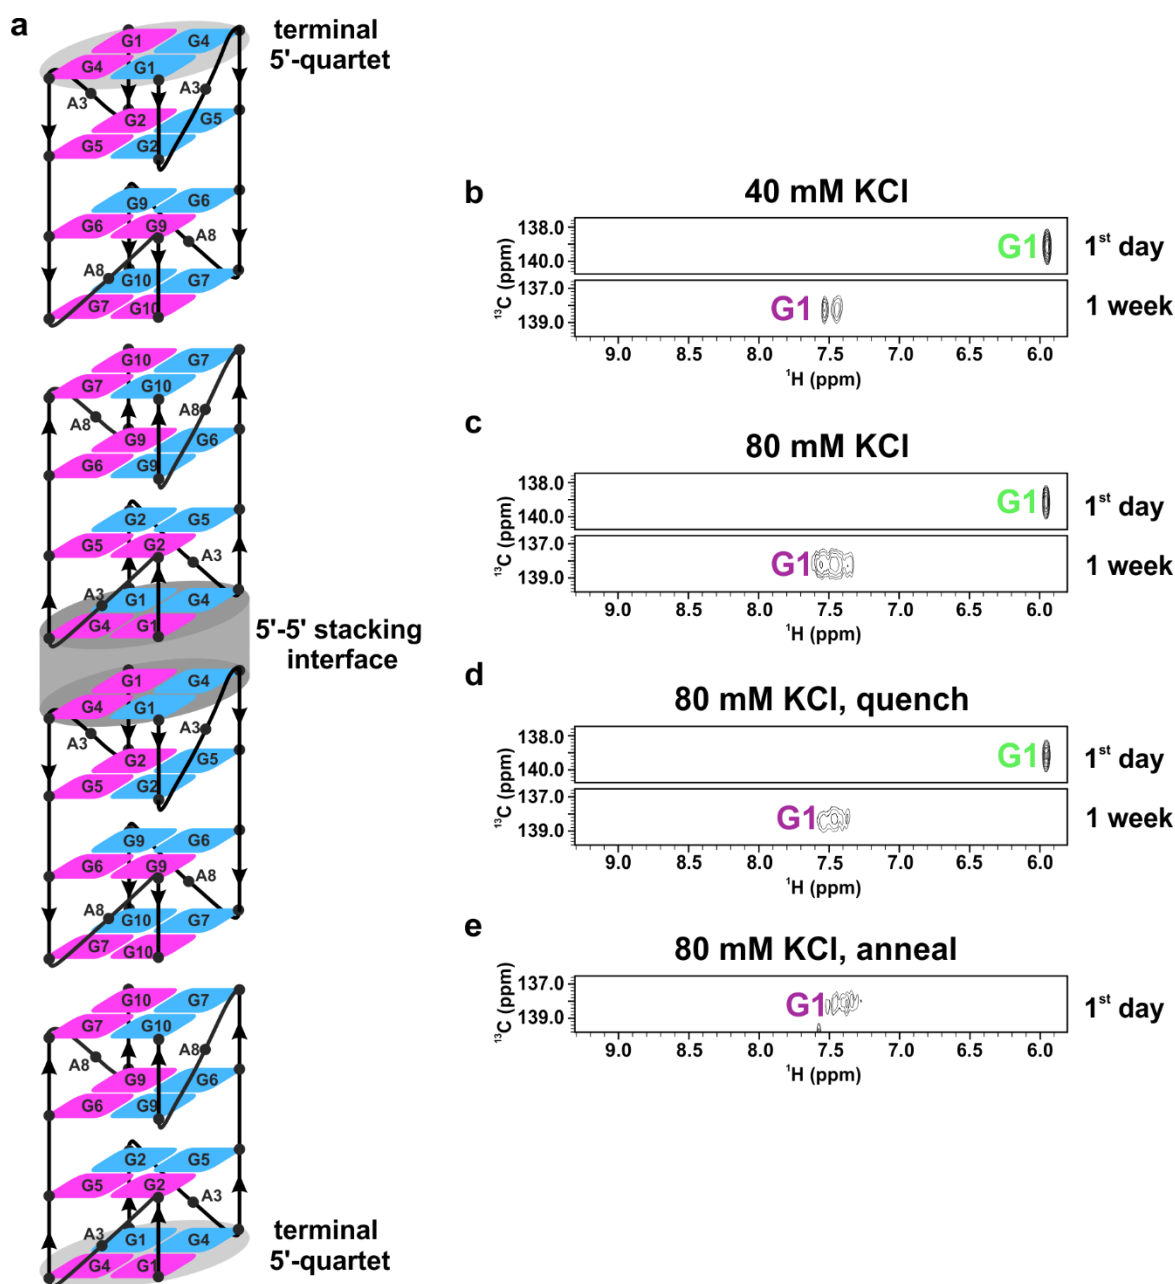 a
terminal
5'-quartet
G1 G4
G4 G1
A3 A3
G2 G5
G5 G2
G9 G6
G6 G9
A8 A8
G10 G7
G7 G10
G10 G7
G7 G10
A8 A8
G9 G6
G6 G9
G2 G5
G5 G2
A3 A3
G1 G4
G4 G1
5'-5' stacking
interface
G1 G4
G4 G1
A3 A3
G2 G5
G5 G2
G9 G6
G6 G9
A8 A8
G10 G7
G7 G10
G10 G7
G7 G10
A8 A8
G9 G6
G6 G9
G2 G5
G5 G2
A3 A3
G1 G4
G4 G1
terminal
5'-quartet
b
40 mM KCl
138.0
140.0
G1
1st day
137.0
139.0
G1
1 week
13C (ppm)
9.0 8.5 8.0 7.5 7.0 6.5 6.0
1H (ppm)
c
80 mM KCl
138.0
140.0
G1
1st day
137.0
139.0
G1
1 week
13C (ppm)
9.0 8.5 8.0 7.5 7.0 6.5 6.0
1H (ppm)
d
80 mM KCl, quench
138.0
140.0
G1
1st day
137.0
139.0
G1
1 week
13C (ppm)
9.0 8.5 8.0 7.5 7.0 6.5 6.0
1H (ppm)
e
80 mM KCl, anneal
137.0
139.0
G1
1st day
13C (ppm)
9.0 8.5 8.0 7.5 7.0 6.5 6.0
1H (ppm)